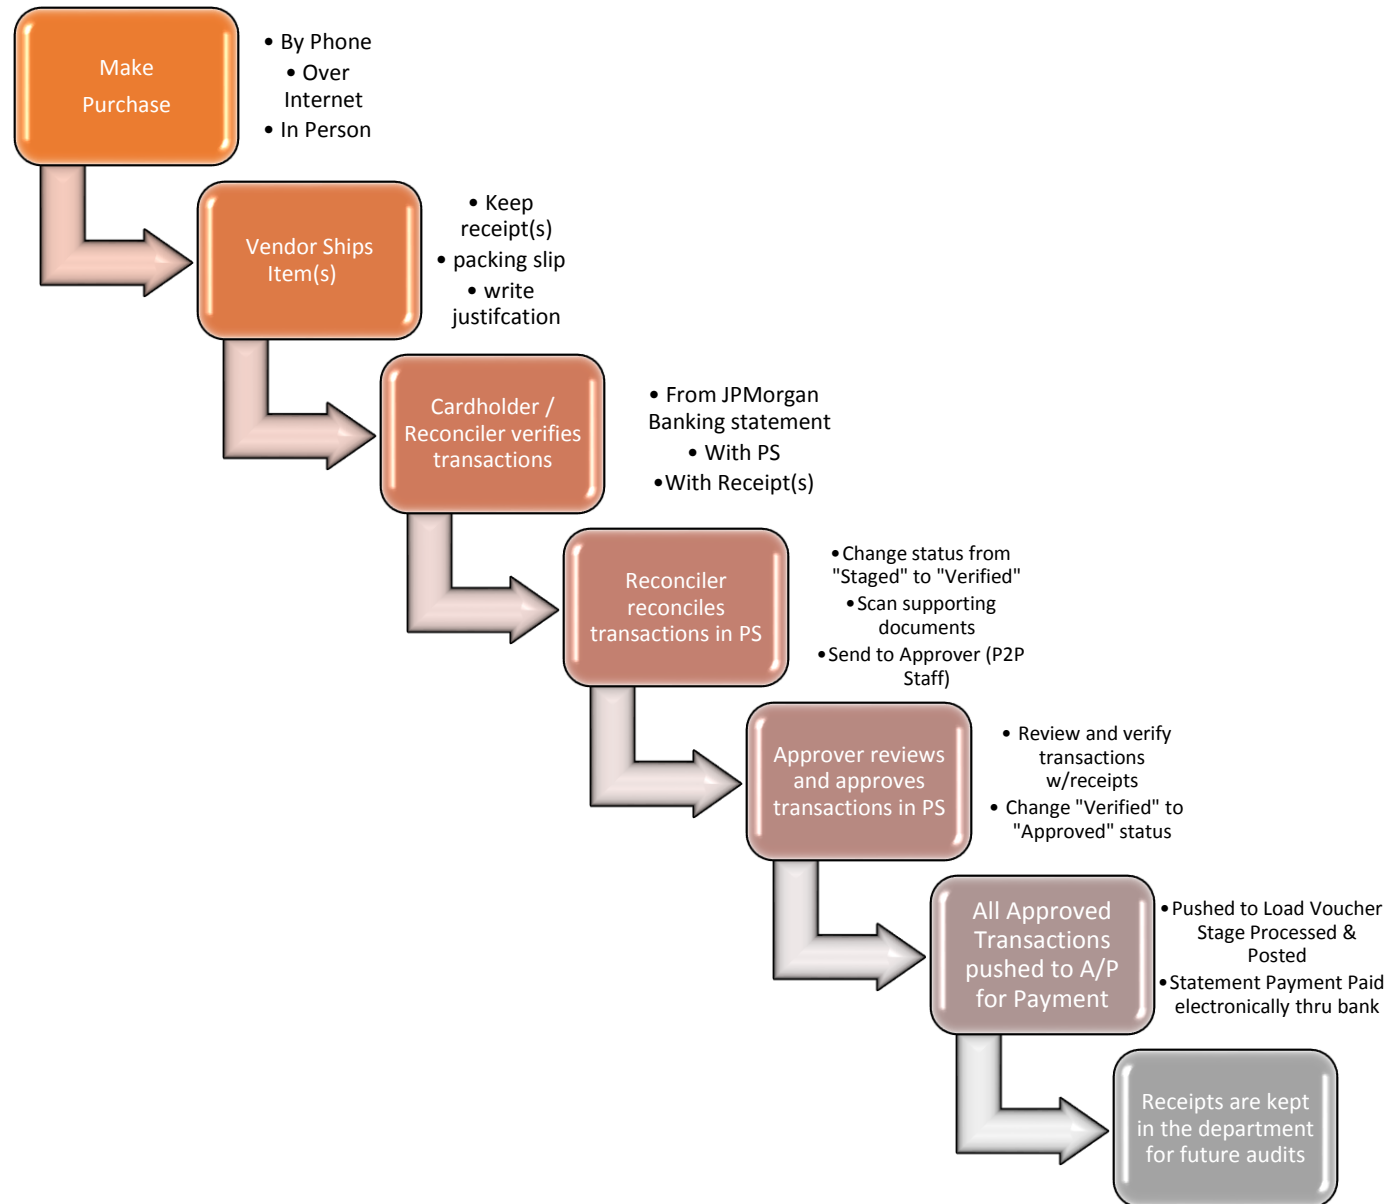 Make
Purchase
• By Phone
• Over
Internet
• In Person
Vendor Ships
Item(s)
• Keep
receipt(s)
• packing slip
• write
justifcation
Cardholder /
Reconciler verifies
transactions
• From JPMorgan
Banking statement
• With PS
•With Receipt(s)
Reconciler
reconciles
transactions in PS
•Change status from
"Staged" to "Verified"
•Scan supporting
documents
•Send to Approver (P2P
Staff)
Approver reviews
and approves
transactions in PS
• Review and verify
transactions
w/receipts
• Change "Verified" to
"Approved" status
All Approved
Transactions
pushed to A/P
for Payment
•Pushed to Load Voucher
Stage Processed &
Posted
•Statement Payment Paid
electronically thru bank
Receipts are kept
in the department
for future audits